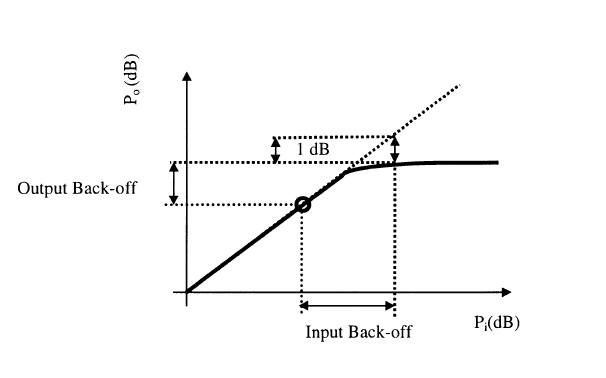 Pₒ (dB)
1 dB
Output Back-off
Input Back-off
Pᵢ(dB)